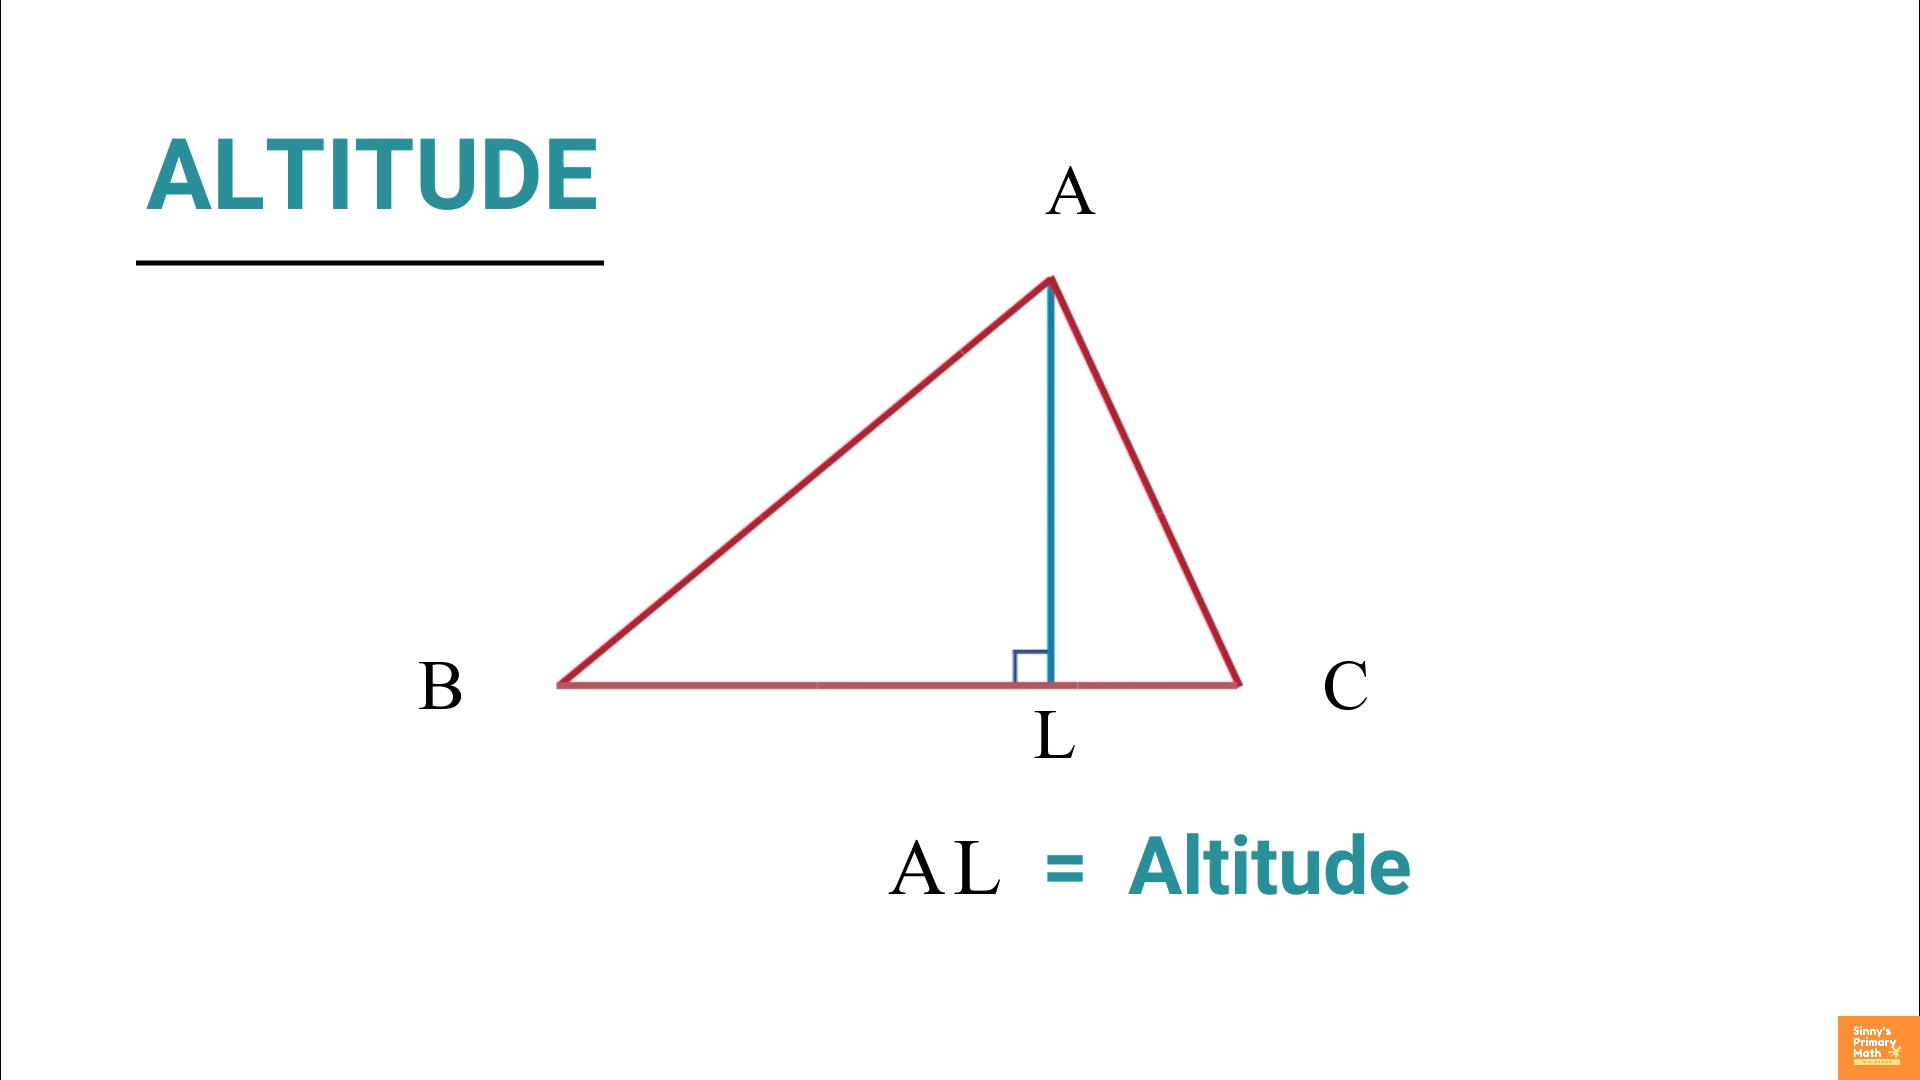 ALTITUDE
A
B
C
L
AL = Altitude
Sinny's
Primary
Math